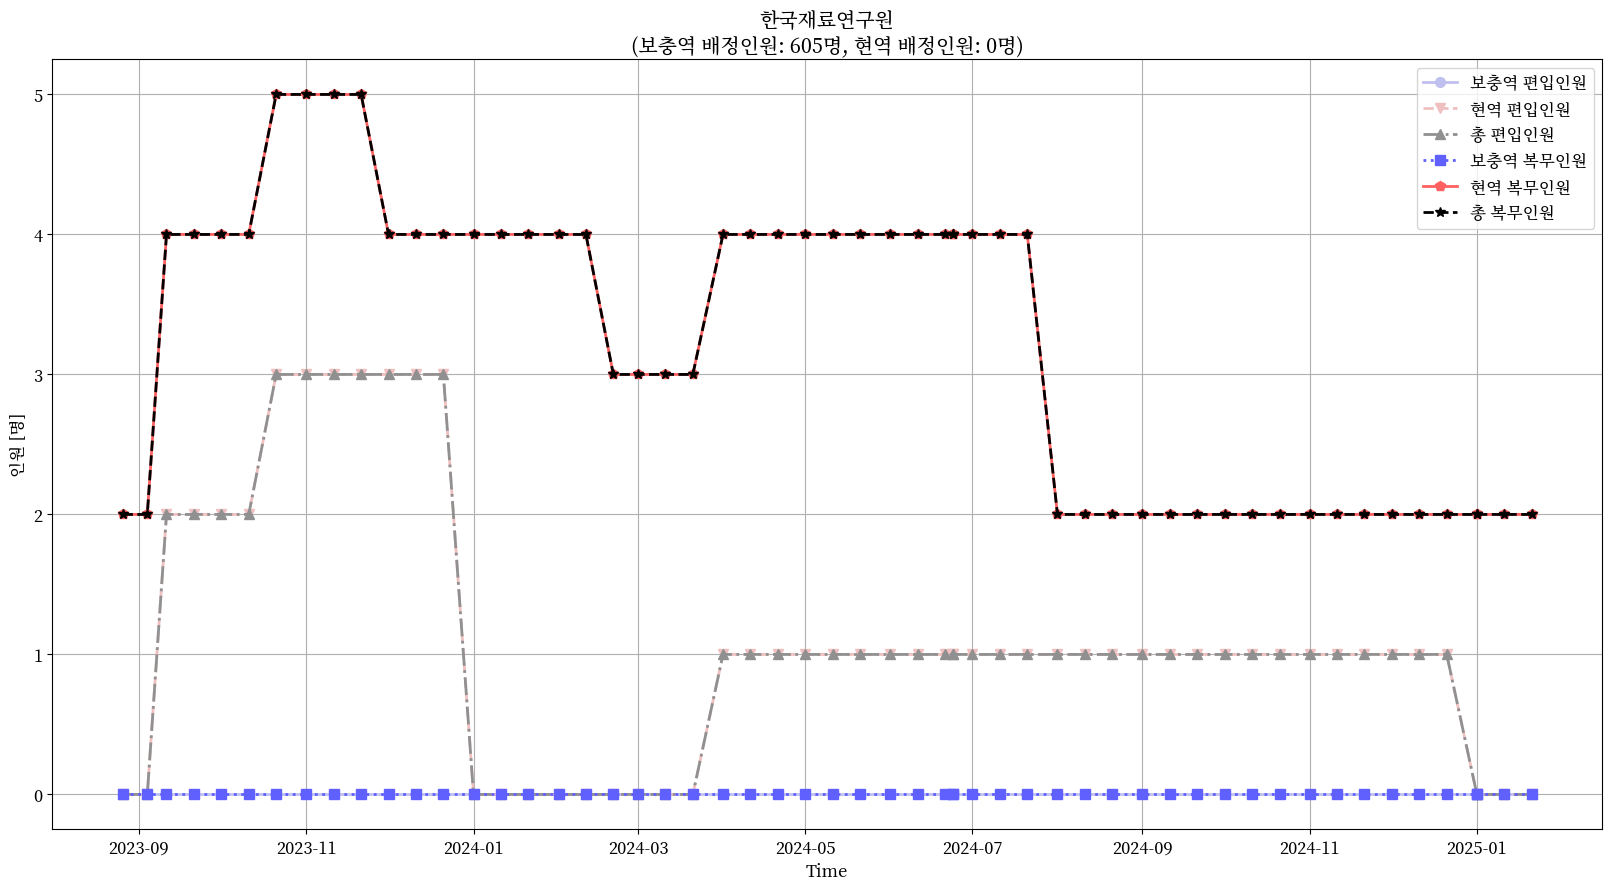 한국재료연구원
(보충역 배정인원: 605명, 현역 배정인원: 0명)
보충역 편입인원
현역 편입인원
총 편입인원
보충역 복무인원
현역 복무인원
총 복무인원
인원 [명]
5
4
3
2
1
0
2023-09
2023-11
2024-01
2024-03
2024-05
2024-07
2024-09
2024-11
2025-01
Time